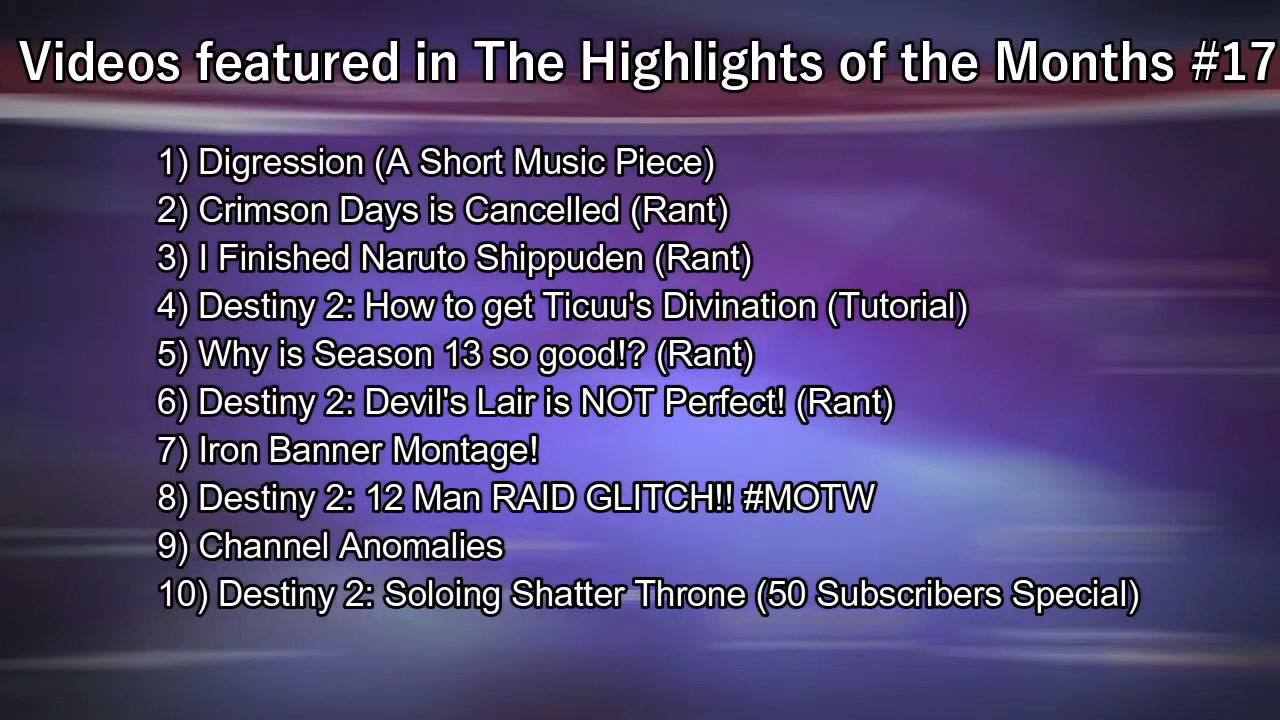 Videos featured in The Highlights of the Months #17
1) Digression (A Short Music Piece)
2) Crimson Days is Cancelled (Rant)
3) I Finished Naruto Shippuden (Rant)
4) Destiny 2: How to get Ticuu's Divination (Tutorial)
5) Why is Season 13 so good!? (Rant)
6) Destiny 2: Devil's Lair is NOT Perfect! (Rant)
7) Iron Banner Montage!
8) Destiny 2: 12 Man RAID GLITCH!! #MOTW
9) Channel Anomalies
10) Destiny 2: Soloing Shatter Throne (50 Subscribers Special)